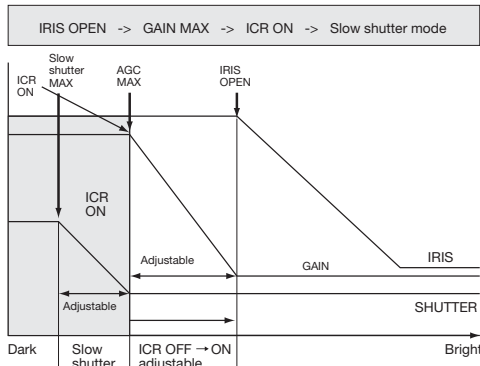 IRIS OPEN -> GAIN MAX -> ICR ON -> Slow shutter mode
Slow
shutter
MAX
ICR
ON
AGC
MAX
IRIS
OPEN
ICR
ON
Adjustable
GAIN
IRIS
Adjustable
SHUTTER
Dark
Slow
shutter
ICR OFF → ON
adjustable
Bright